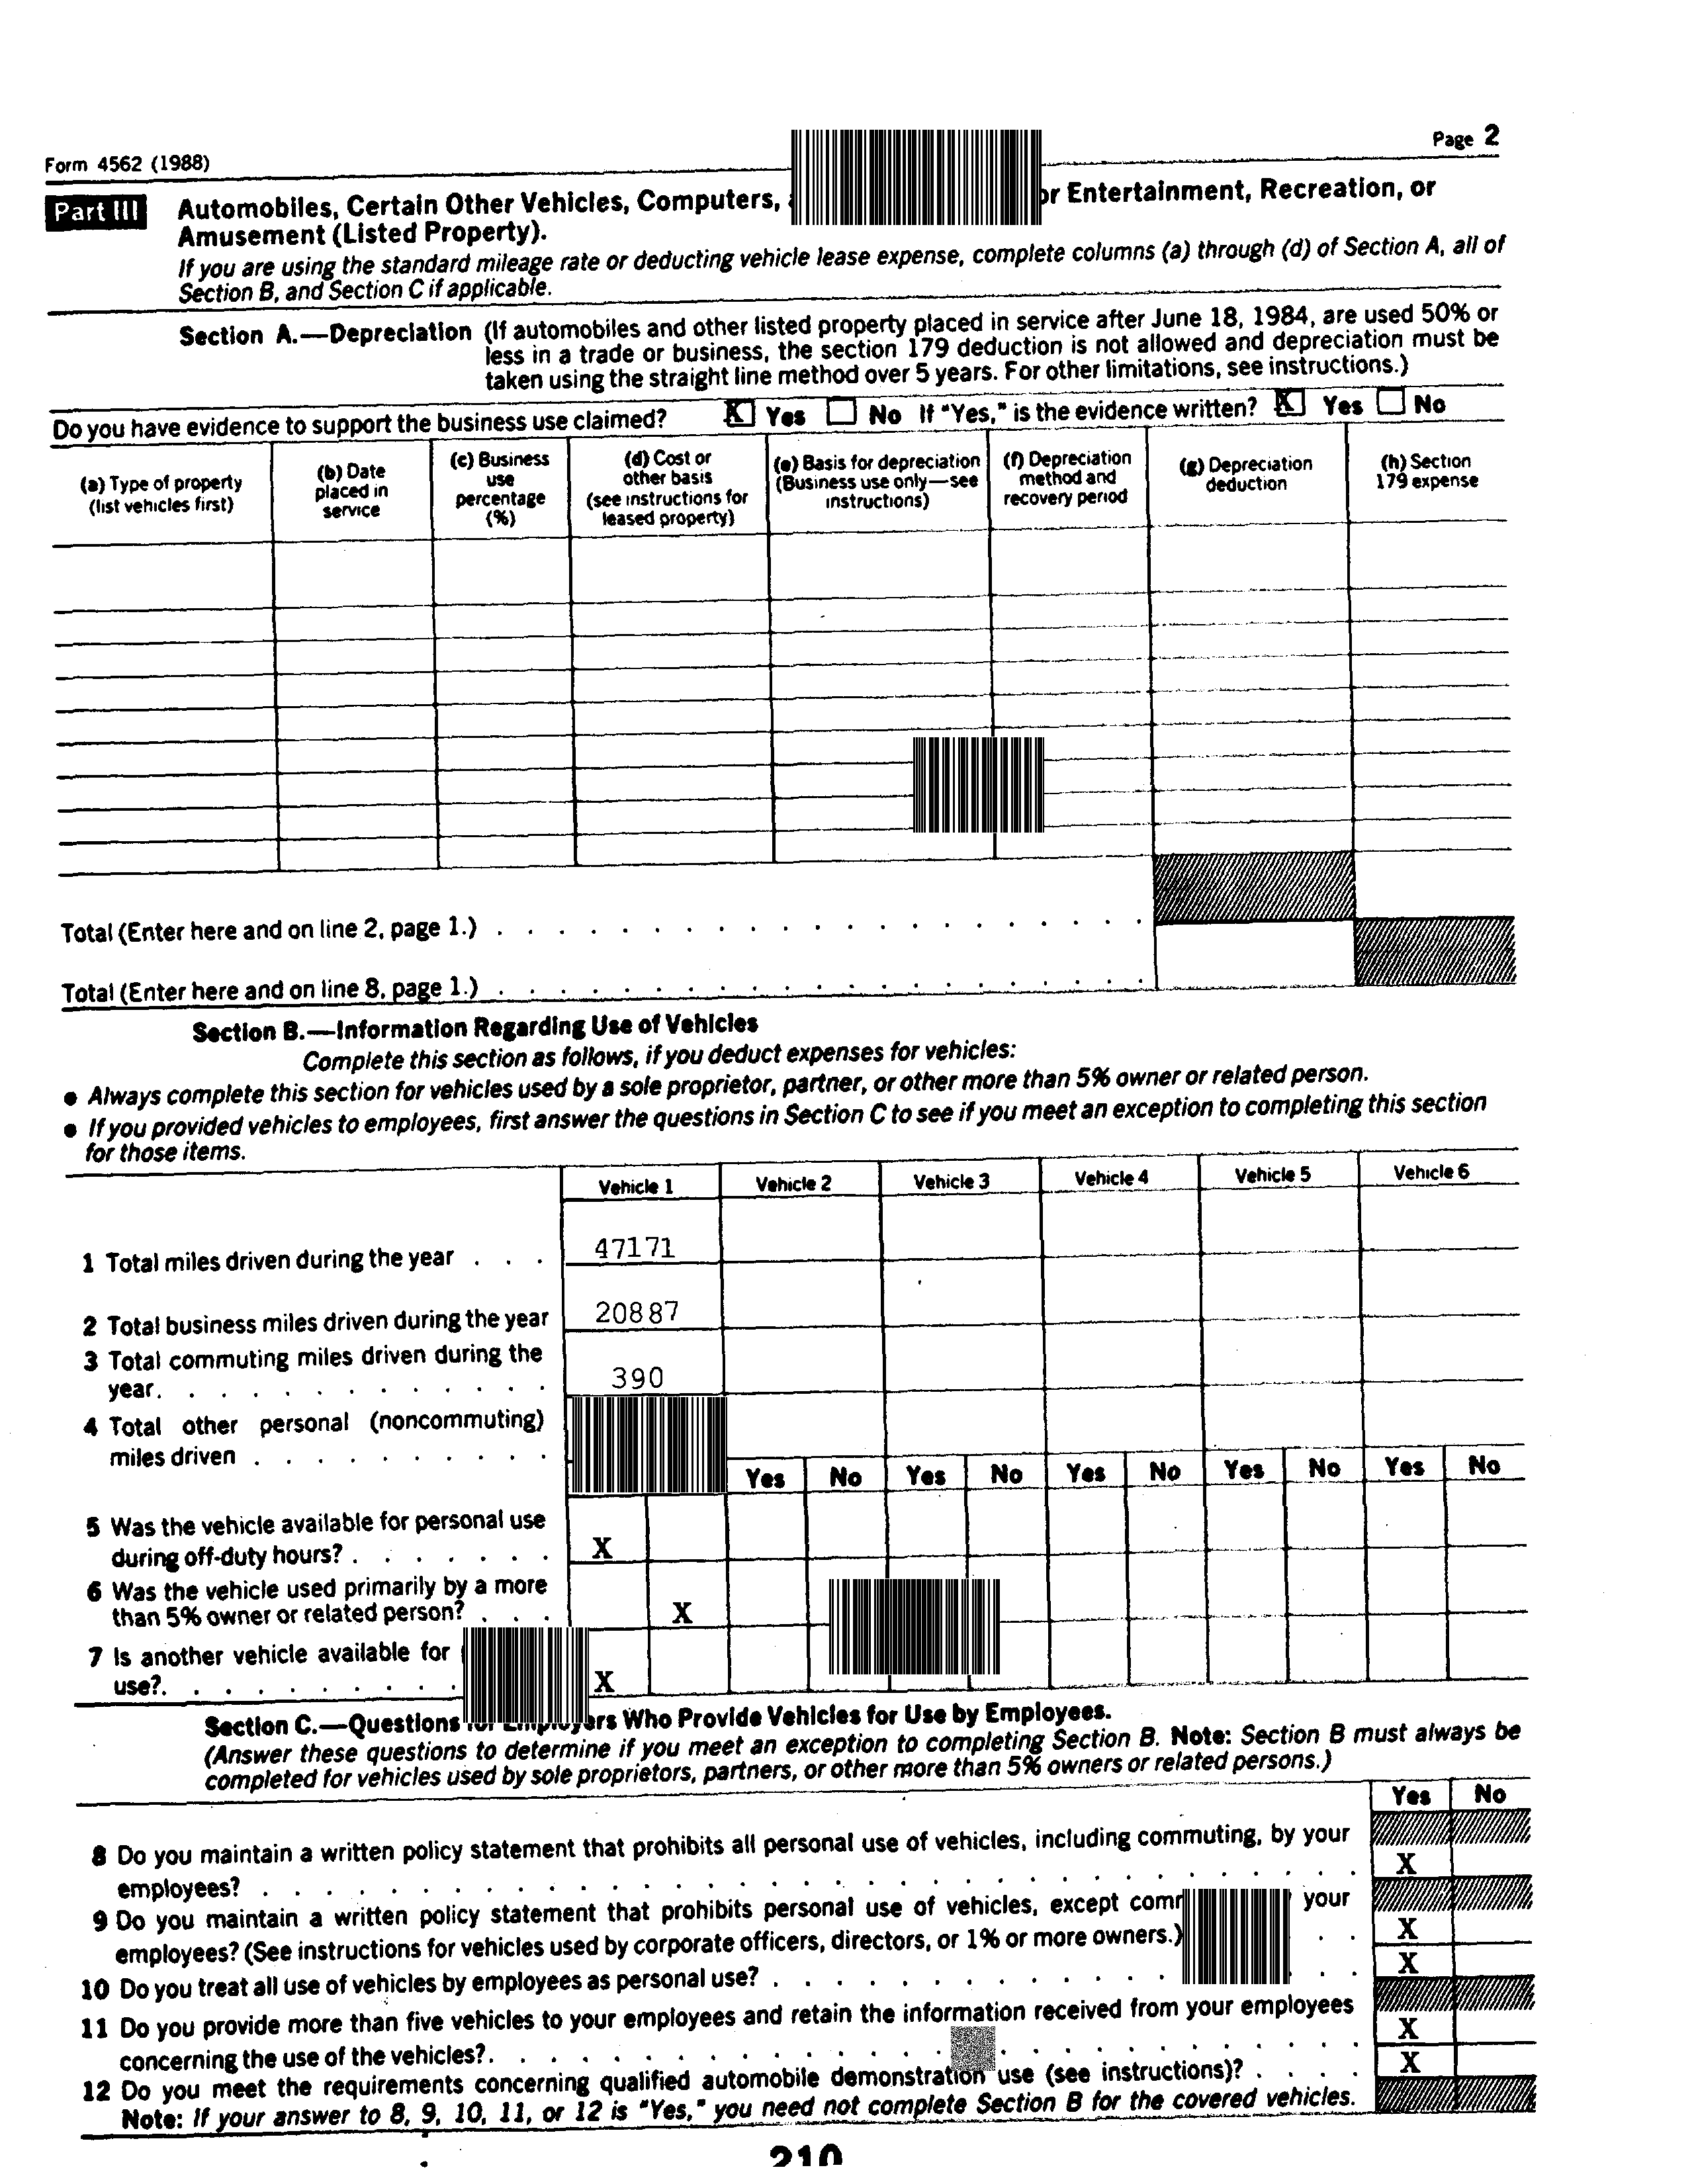 Form 4562 (1988)
Page 2
Part III
Automobiles, Certain Other Vehicles, Computers, or Entertainment, Recreation, or
Amusement (Listed Property).
If you are using the standard mileage rate or deducting vehicle lease expense, complete columns (a) through (d) of Section A, all of
Section B, and Section C if applicable.
Section A.—Depreciation (If automobiles and other listed property placed in service after June 18, 1984, are used 50% or
less in a trade or business, the section 179 deduction is not allowed and depreciation must be
taken using the straight line method over 5 years. For other limitations, see instructions.)
Do you have evidence to support the business use claimed? X Yes No If "Yes," is the evidence written? X Yes No
(a) Type of property
(list vehicles first)
(b) Date
placed in
service
(c) Business
use
percentage
(%)
(d) Cost or
other basis
(see instructions for
leased property)
(e) Basis for depreciation
(Business use only—see
instructions)
(f) Depreciation
method and
recovery period
(g) Depreciation
deduction
(h) Section
179 expense
Total (Enter here and on line 2, page 1.) . . . . . . . . . . . . . . . . . . . . .
Total (Enter here and on line 8, page 1.) . . . . . . . . . . . . . . . . . . . . .
Section B.—Information Regarding Use of Vehicles
Complete this section as follows, if you deduct expenses for vehicles:
● Always complete this section for vehicles used by a sole proprietor, partner, or other more than 5% owner or related person.
● If you provided vehicles to employees, first answer the questions in Section C to see if you meet an exception to completing this section
for those items.
Vehicle 1 Vehicle 2 Vehicle 3 Vehicle 4 Vehicle 5 Vehicle 6
1 Total miles driven during the year . . . 47171
2 Total business miles driven during the year 20887
3 Total commuting miles driven during the
year. . . . . . . . . . . . . 390
4 Total other personal (noncommuting)
miles driven . . . . . . . . . .
Yes No Yes No Yes No Yes No Yes No
5 Was the vehicle available for personal use
during off-duty hours? . . . . . . . X
6 Was the vehicle used primarily by a more
than 5% owner or related person? . . . X
7 Is another vehicle available for
use?. . . . . . . . . . X
Section C.—Questions for Employers Who Provide Vehicles for Use by Employees.
(Answer these questions to determine if you meet an exception to completing Section B. Note: Section B must always be
completed for vehicles used by sole proprietors, partners, or other more than 5% owners or related persons.)
Yes No
8 Do you maintain a written policy statement that prohibits all personal use of vehicles, including commuting, by your
employees? . . . . . . . . . . . . . . . . . . . . . . . . . . . . . . . . . . . X
9 Do you maintain a written policy statement that prohibits personal use of vehicles, except your
employees? (See instructions for vehicles used by corporate officers, directors, or 1% or more owners.) . . X
10 Do you treat all use of vehicles by employees as personal use? . . . . . . . . . . . . . . . X
11 Do you provide more than five vehicles to your employees and retain the information received from your employees
concerning the use of the vehicles?. . . . . . . . . . . . . . . . . . . . . . . . . . X
12 Do you meet the requirements concerning qualified automobile demonstration use (see instructions)? . . . . X
Note: If your answer to 8, 9, 10, 11, or 12 is "Yes," you need not complete Section B for the covered vehicles.
210